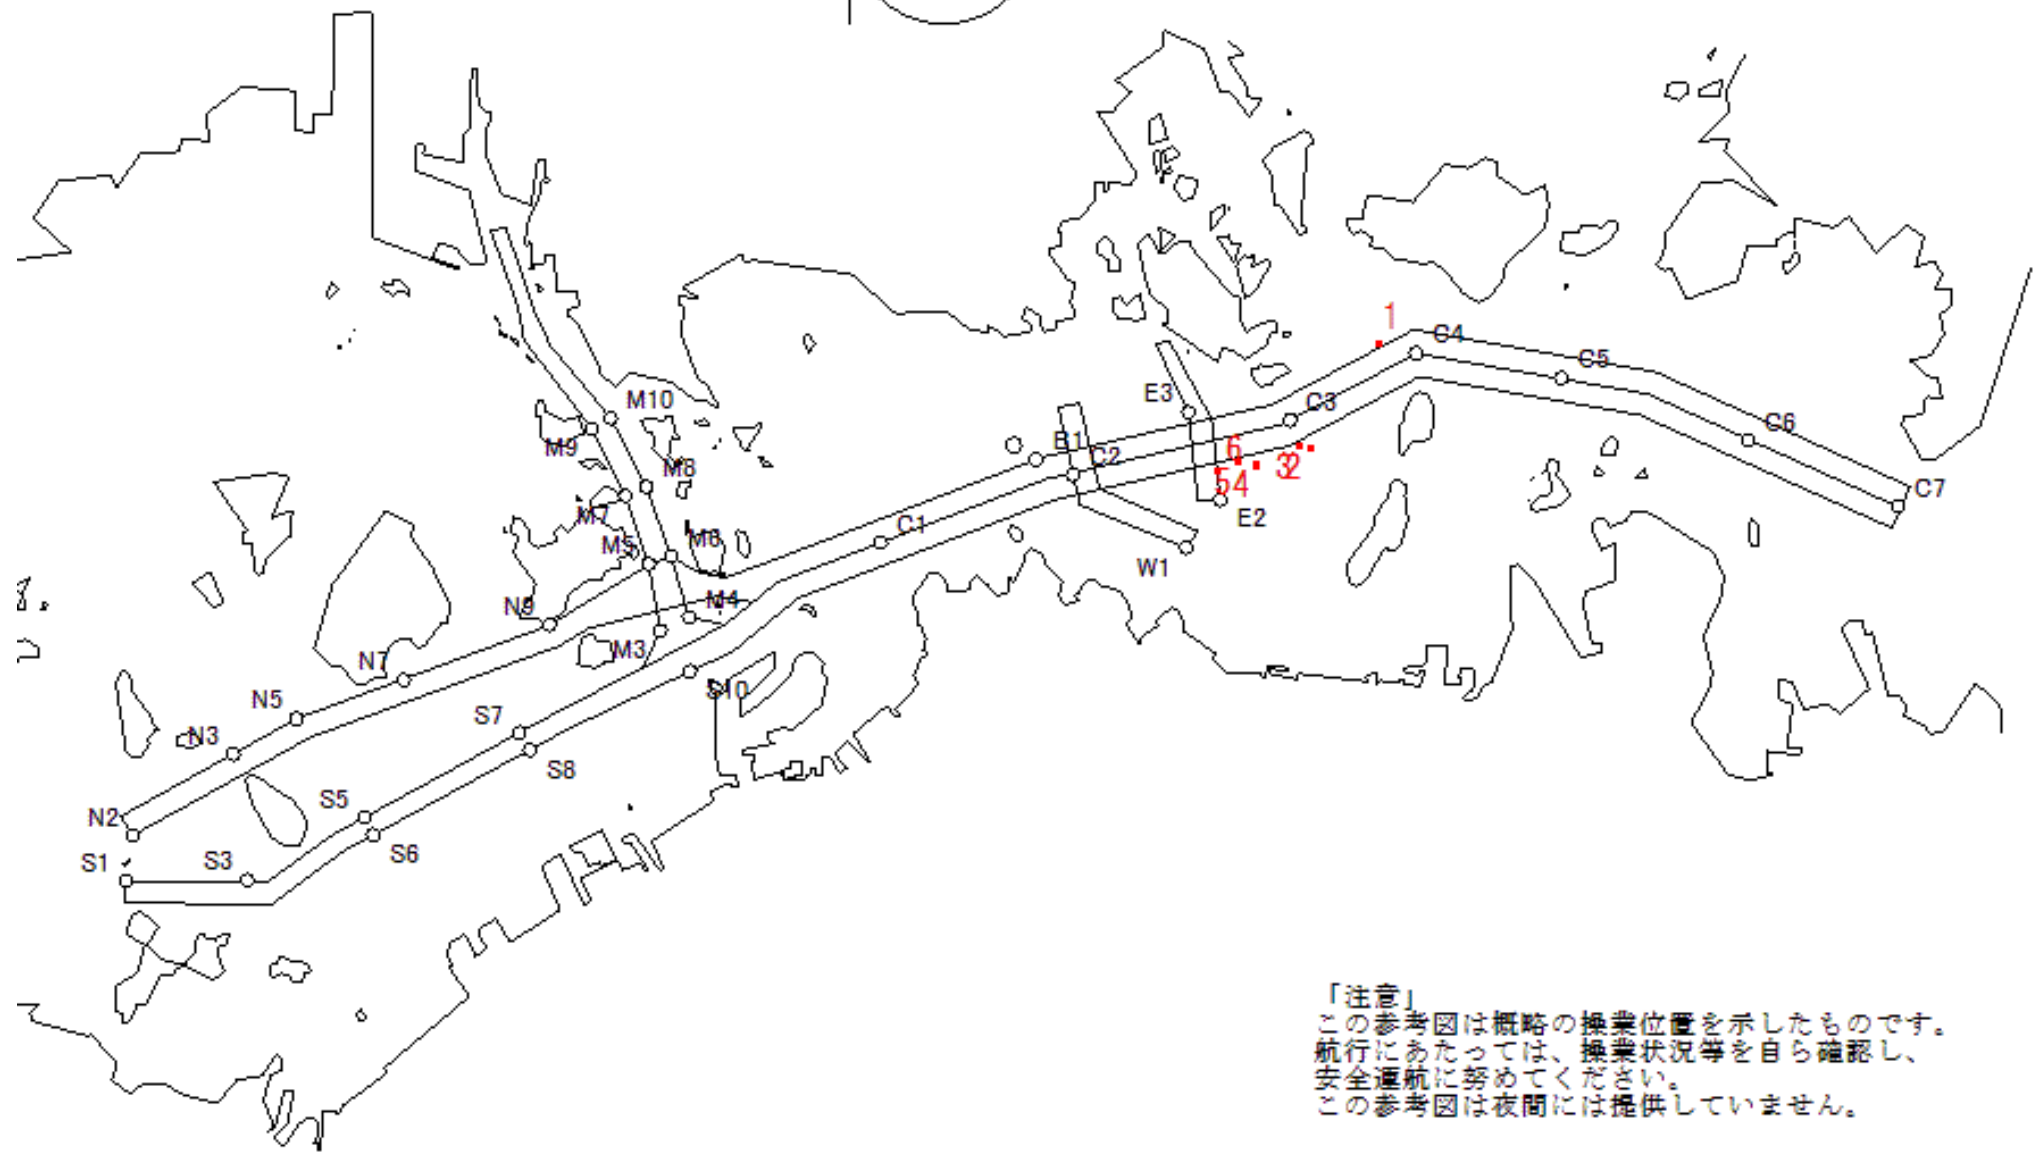 1
C4
C5
M10
E3
C3
C6
M9
B1
6
M8
C2
32
54
C7
M7
C1
E2
M5
M6
W1
N9
M4
N7
M3
N5
S10
N3
S7
S8
S5
N2
S6
S1
S3
「注意」
この参考図は概略の操業位置を示したものです。
航行にあたっては、操業状況等を自ら確認し、
安全運航に努めてください。
この参考図は夜間には提供していません。